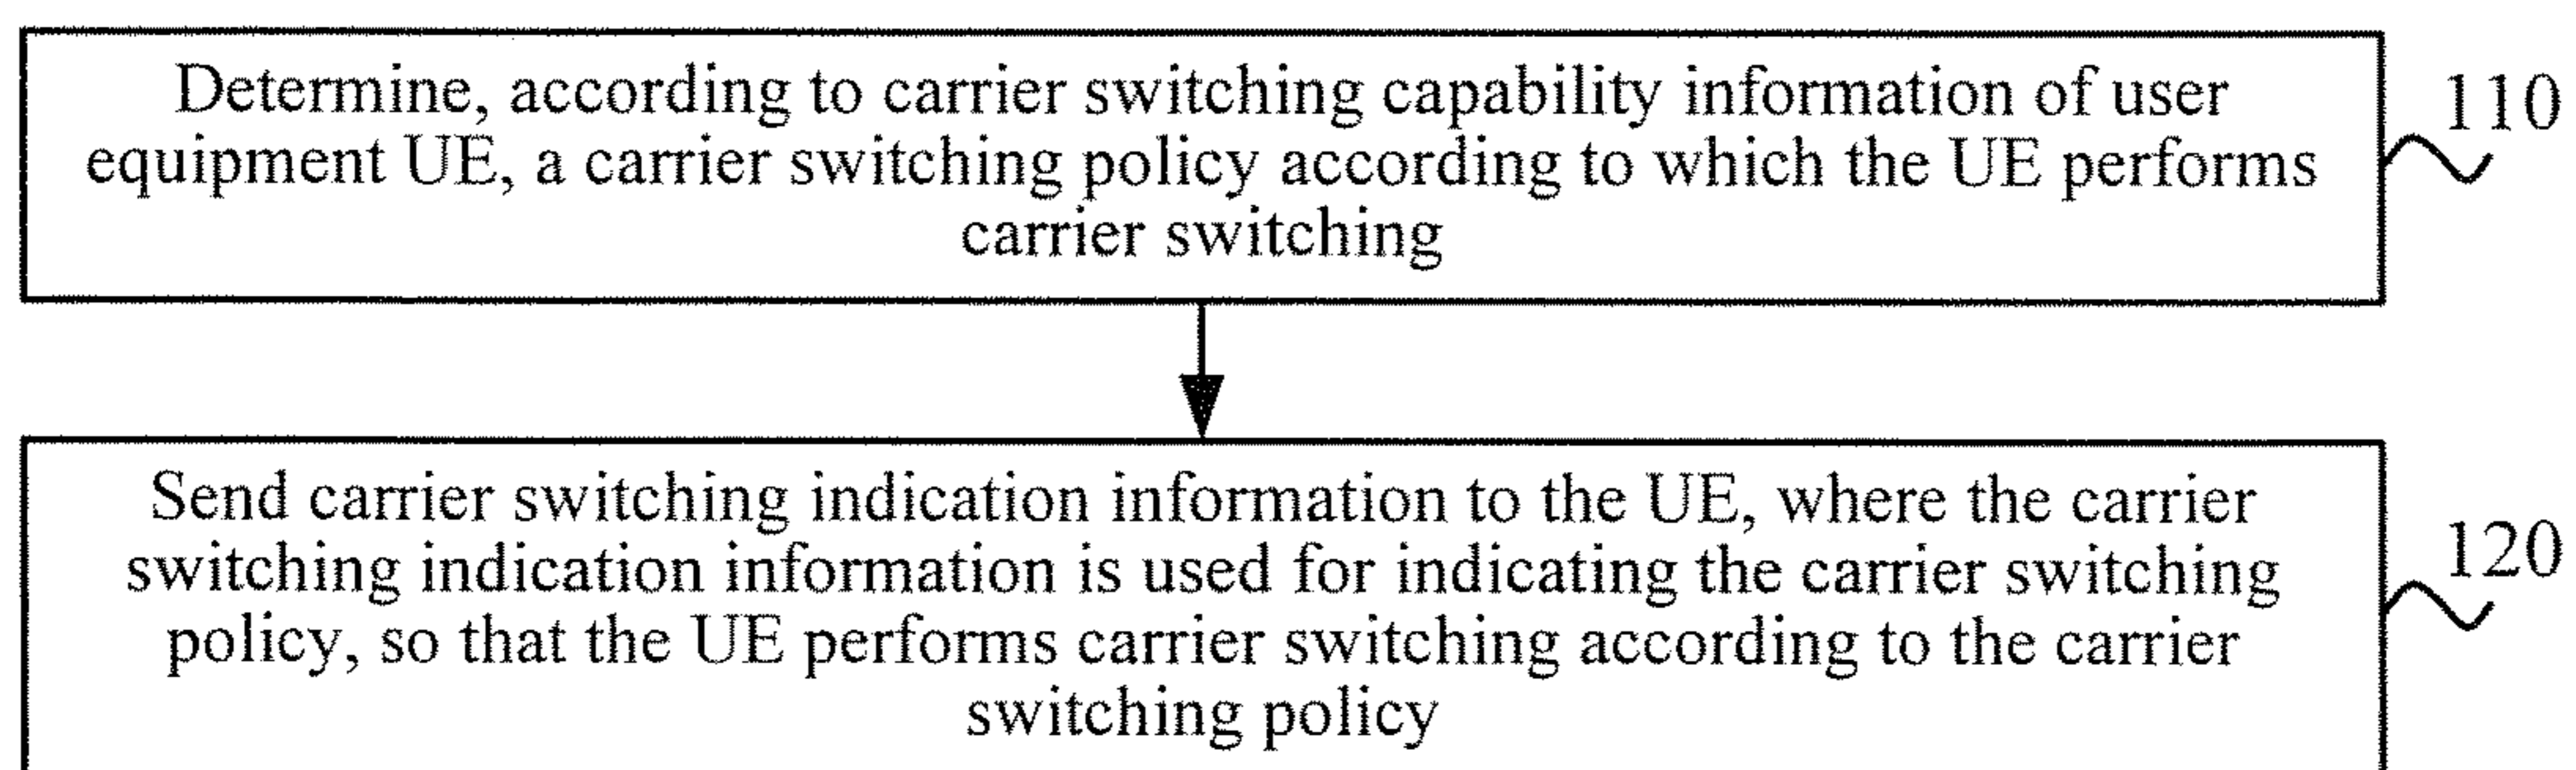 Determine, according to carrier switching capability information of user
equipment UE, a carrier switching policy according to which the UE performs
carrier switching
110
Send carrier switching indication information to the UE, where the carrier
switching indication information is used for indicating the carrier switching
policy, so that the UE performs carrier switching according to the carrier
switching policy
120